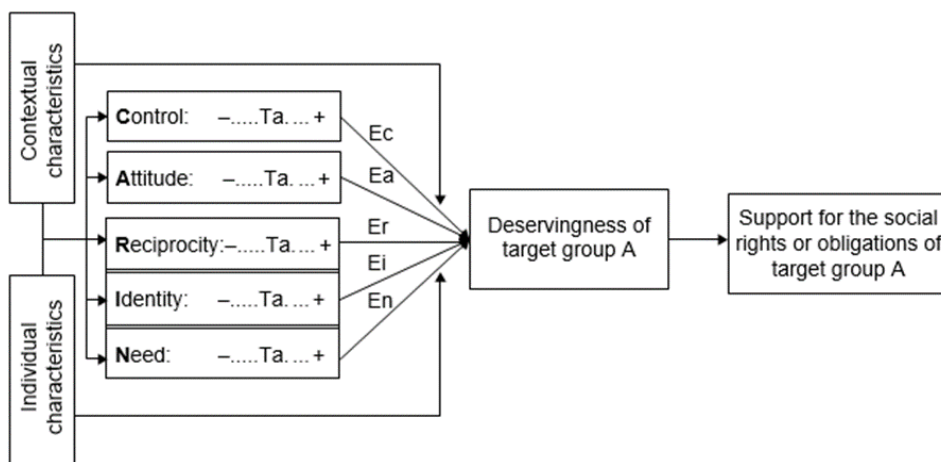 Contextual
characteristics
Individual
characteristics
Control: –.....Ta.... +
Attitude: –.....Ta. ... +
Reciprocity:–.....Ta. ... +
Identity: –.....Ta. ... +
Need: –.....Ta. ... +
Ec
Ea
Er
Ei
En
Deservingness of
target group A
Support for the social
rights or obligations of
target group A